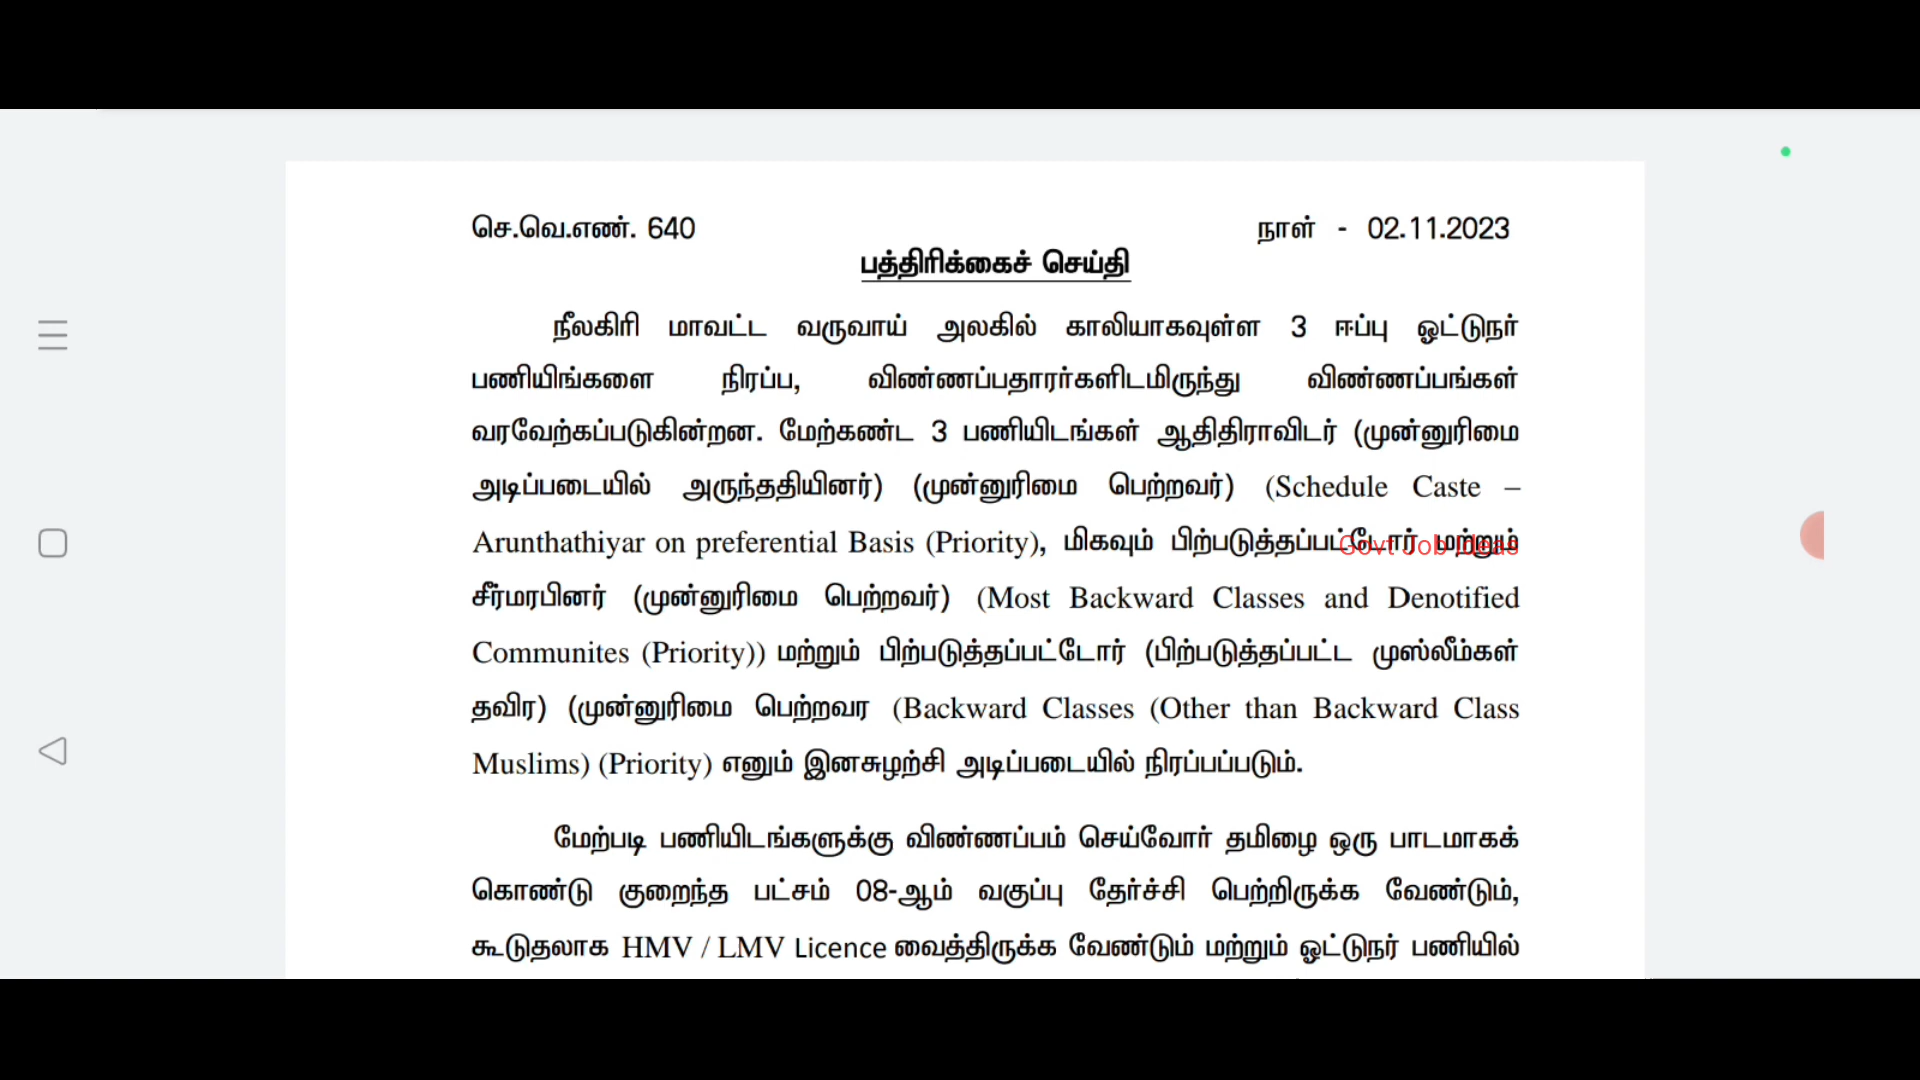 செ.வெ.எண். 640 நாள் - 02.11.2023
பத்திரிக்கைச் செய்தி
நீலகிரி மாவட்ட வருவாய் அலகில் காலியாகவுள்ள 3 ஈப்பு ஓட்டுநர்
பணியிங்களை நிரப்ப, விண்ணப்பதாரர்களிடமிருந்து விண்ணப்பங்கள்
வரவேற்கப்படுகின்றன. மேற்கண்ட 3 பணியிடங்கள் ஆதிதிராவிடர் (முன்னுரிமை
அடிப்படையில் அருந்ததியினர்) (முன்னுரிமை பெற்றவர்) (Schedule Caste –
Arunthathiyar on preferential Basis (Priority), மிகவும் பிற்படுத்தப்பட்டோர் மற்றும்
Govt Job Ideas
சீர்மரபினர் (முன்னுரிமை பெற்றவர்) (Most Backward Classes and Denotified
Communites (Priority)) மற்றும் பிற்படுத்தப்பட்டோர் (பிற்படுத்தப்பட்ட முஸ்லீம்கள்
தவிர) (முன்னுரிமை பெற்றவர (Backward Classes (Other than Backward Class
Muslims) (Priority) எனும் இனசுழற்சி அடிப்படையில் நிரப்பப்படும்.
மேற்படி பணியிடங்களுக்கு விண்ணப்பம் செய்வோர் தமிழை ஒரு பாடமாகக்
கொண்டு குறைந்த பட்சம் 08-ஆம் வகுப்பு தேர்ச்சி பெற்றிருக்க வேண்டும்,
கூடுதலாக HMV / LMV Licence வைத்திருக்க வேண்டும் மற்றும் ஓட்டுநர் பணியில்